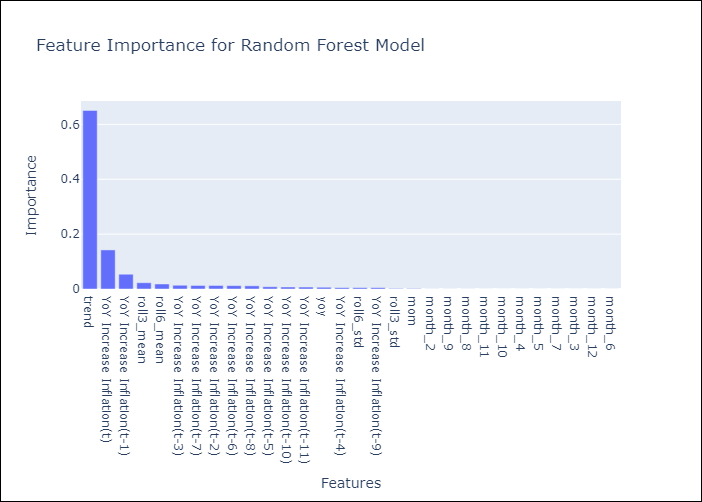 Feature Importance for Random Forest Model
Importance
0.6
0.4
0.2
0
trend
YoY Increase Inflation(t)
YoY Increase Inflation(t-1)
roll3_mean
roll6_mean
YoY Increase Inflation(t-3)
YoY Increase Inflation(t-7)
YoY Increase Inflation(t-2)
YoY Increase Inflation(t-6)
YoY Increase Inflation(t-8)
YoY Increase Inflation(t-5)
YoY Increase Inflation(t-10)
YoY Increase Inflation(t-11)
yoy
YoY Increase Inflation(t-4)
roll6_std
YoY Increase Inflation(t-9)
roll3_std
mom
month_2
month_9
month_8
month_11
month_10
month_4
month_5
month_7
month_3
month_12
month_6
Features